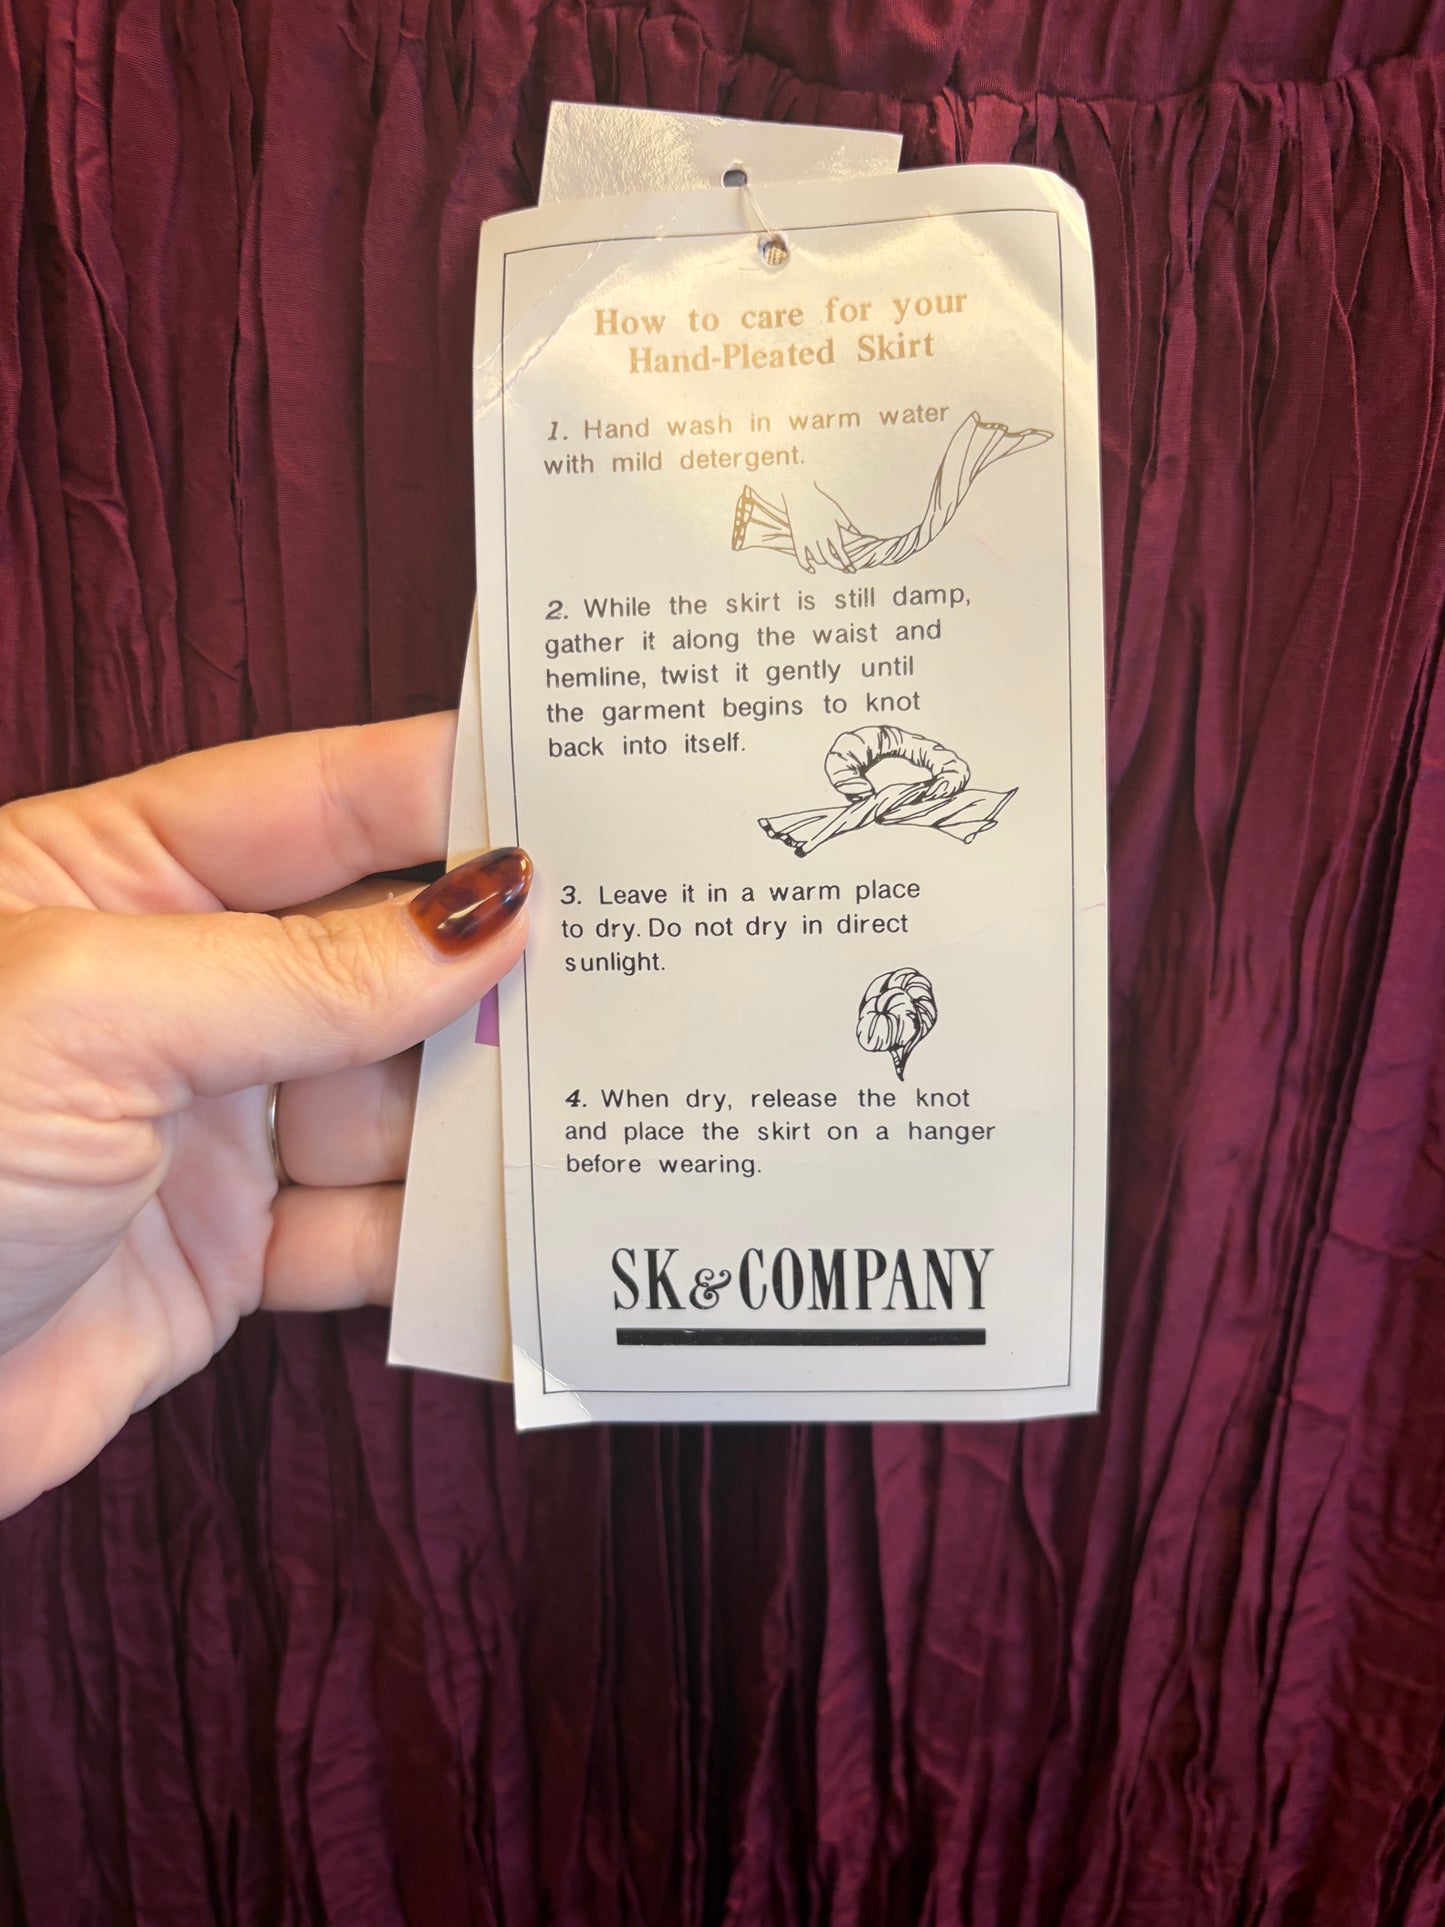 How to care for your
Hand-Pleated Skirt
1. Hand wash in warm water
with mild detergent.
2. While the skirt is still damp,
gather it along the waist and
hemline, twist it gently until
the garment begins to knot
back into itself.
3. Leave it in a warm place
to dry. Do not dry in direct
sunlight.
4. When dry, release the knot
and place the skirt on a hanger
before wearing.
SK&COMPANY